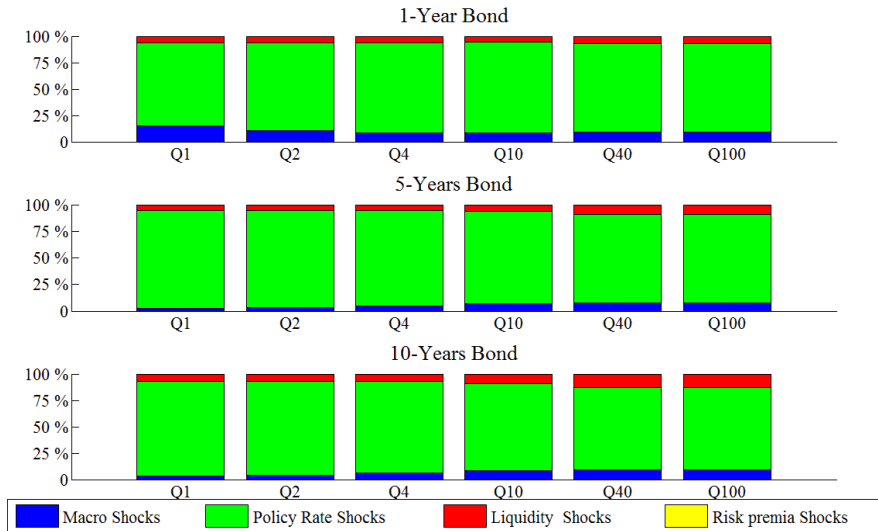 1-Year Bond
100 %
75 %
50 %
25 %
0
Q1 Q2 Q4 Q10 Q40 Q100
5-Years Bond
100 %
75 %
50 %
25 %
0
Q1 Q2 Q4 Q10 Q40 Q100
10-Years Bond
100 %
75 %
50 %
25 %
0
Q1 Q2 Q4 Q10 Q40 Q100
Macro Shocks Policy Rate Shocks Liquidity Shocks Risk premia Shocks